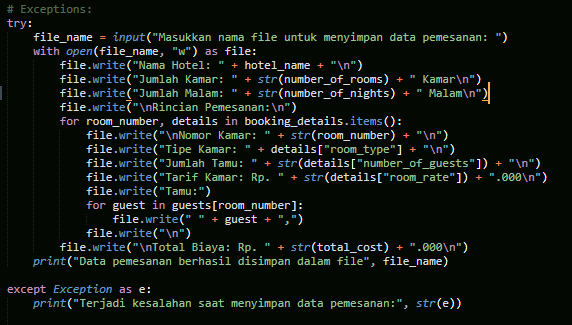 # Exceptions:
try:
    file_name = input("Masukkan nama file untuk menyimpan data pemesanan: ")
    with open(file_name, "w") as file:
        file.write("Nama Hotel: " + hotel_name + "\n")
        file.write("Jumlah Kamar: " + str(number_of_rooms) + " Kamar\n")
        file.write("Jumlah Malam: " + str(number_of_nights) + " Malam\n")
        file.write("\nRincian Pemesanan:\n")
        for room_number, details in booking_details.items():
            file.write("\nNomor Kamar: " + str(room_number) + "\n")
            file.write("Tipe Kamar: " + details["room_type"] + "\n")
            file.write("Jumlah Tamu: " + str(details["number_of_guests"]) + "\n")
            file.write("Tarif Kamar: Rp. " + str(details["room_rate"]) + ".000\n")
            file.write("Tamu:")
            for guest in guests[room_number]:
                file.write(" " + guest + ",")
            file.write("\n")
        file.write("\nTotal Biaya: Rp. " + str(total_cost) + ".000\n")
    print("Data pemesanan berhasil disimpan dalam file", file_name)

except Exception as e:
    print("Terjadi kesalahan saat menyimpan data pemesanan:", str(e))